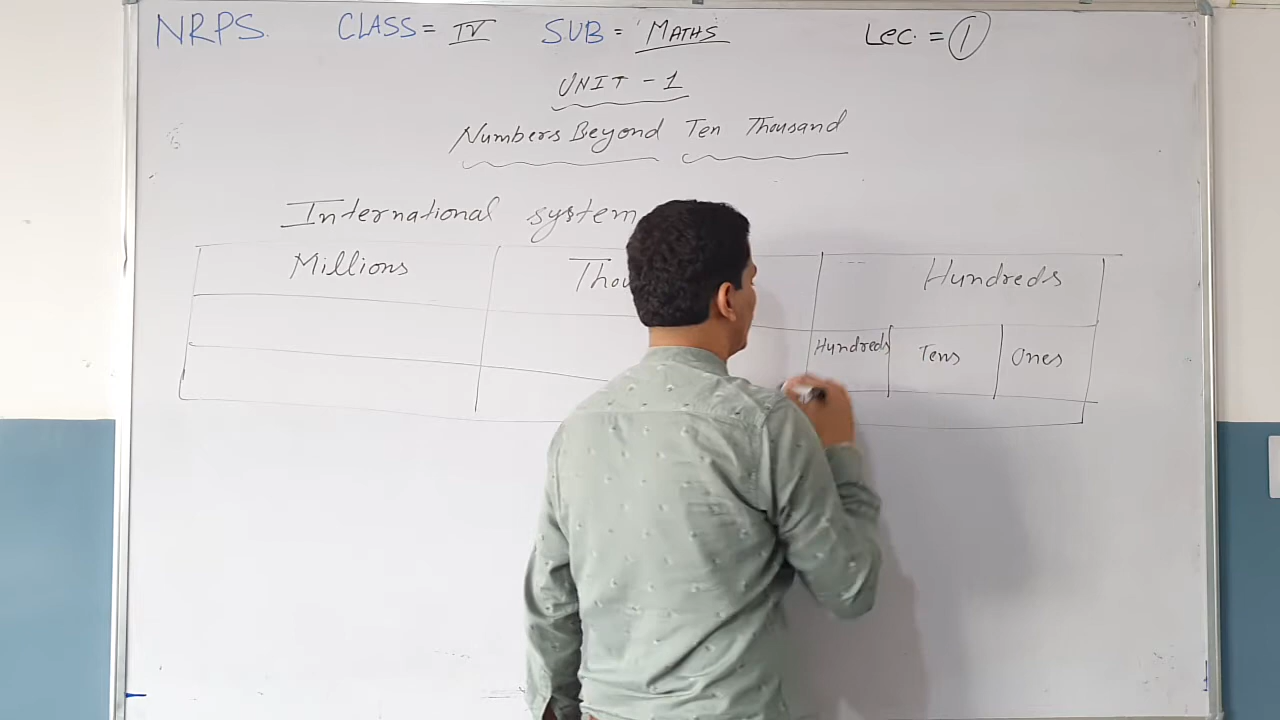 NRPS. CLASS = IV SUB = MATHS Lec. = 1
UNIT - 1
Numbers Beyond Ten Thousand
International system
Millions Hundreds
Hundreds Tens Ones